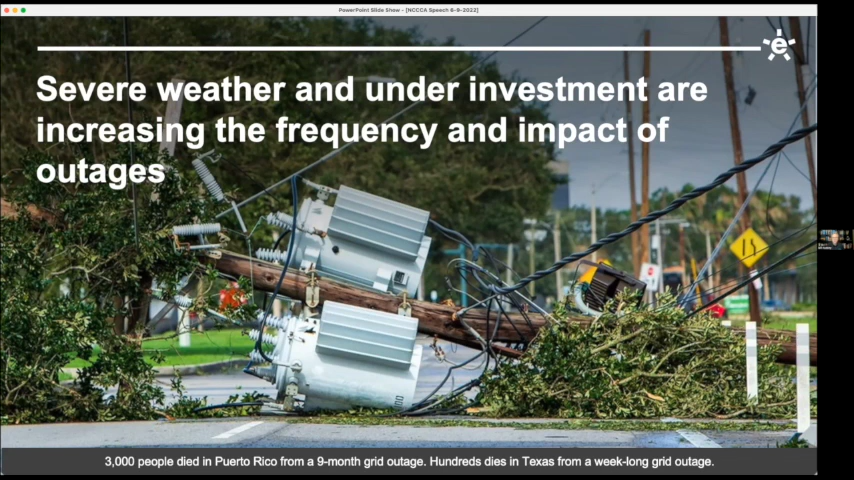 PowerPoint Slide Show - [NCCCA Speech 6-9-2022]
e
Severe weather and under investment are
increasing the frequency and impact of
outages
3,000 people died in Puerto Rico from a 9-month grid outage. Hundreds dies in Texas from a week-long grid outage.